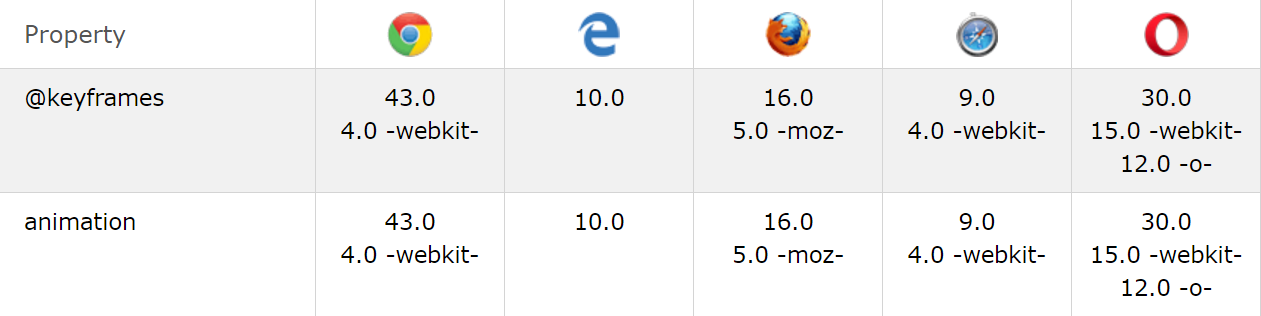 Property
@keyframes 43.0 10.0 16.0 9.0 30.0
4.0 -webkit- 5.0 -moz- 4.0 -webkit- 15.0 -webkit-
12.0 -o-
animation 43.0 10.0 16.0 9.0 30.0
4.0 -webkit- 5.0 -moz- 4.0 -webkit- 15.0 -webkit-
12.0 -o-